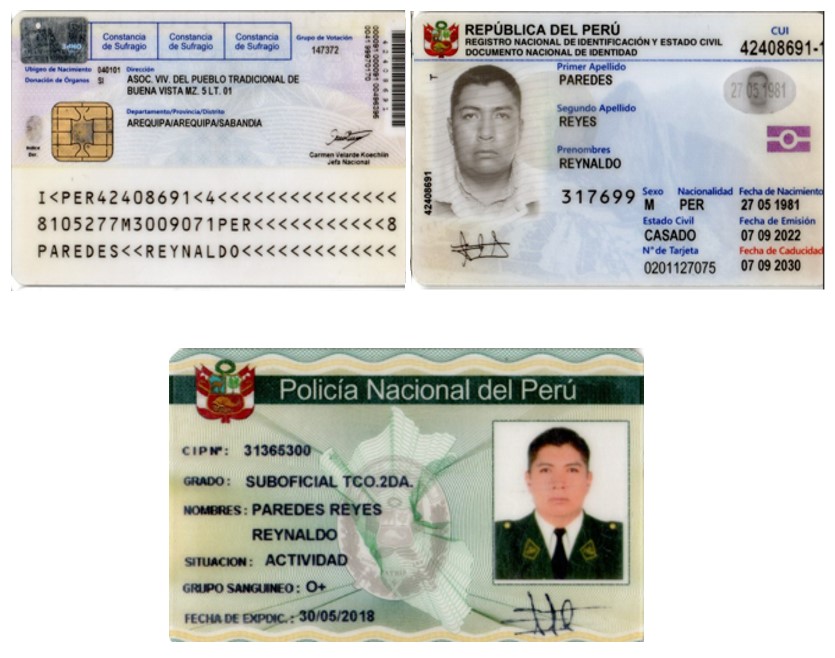 Constancia de Sufragio
Constancia de Sufragio
Constancia de Sufragio
Grupo de Votación
147372
Ubigeo de Nacimiento 040101
Donación de Órganos SI
Dirección
ASOC. VIV. DEL PUEBLO TRADICIONAL DE
BUENA VISTA MZ. 5 LT. 01
Departamento/Provincia/Distrito
AREQUIPA/AREQUIPA/SABANDIA
Carmen Velarde Koechlin
Jefa Nacional
I<PER42408691<4<<<<<<<<<<<<<<<
8105277M3009071PER<<<<<<<<<<<8
PAREDES<<REYNALDO<<<<<<<<<<<<<
REPÚBLICA DEL PERÚ
REGISTRO NACIONAL DE IDENTIFICACIÓN Y ESTADO CIVIL
DOCUMENTO NACIONAL DE IDENTIDAD
CUI
42408691-1
Primer Apellido
PAREDES
Segundo Apellido
REYES
Prenombres
REYNALDO
27 05 1981
T
42408691
317699
Sexo Nacionalidad Fecha de Nacimiento
M PER 27 05 1981
Estado Civil Fecha de Emisión
CASADO 07 09 2022
N° de Tarjeta Fecha de Caducidad
0201127075 07 09 2030
Policía Nacional del Perú
CIP N°: 31365300
GRADO: SUBOFICIAL TCO.2DA.
NOMBRES: PAREDES REYES
REYNALDO
SITUACION: ACTIVIDAD
GRUPO SANGUINEO: O+
FECHA DE EXPDIC.: 30/05/2018